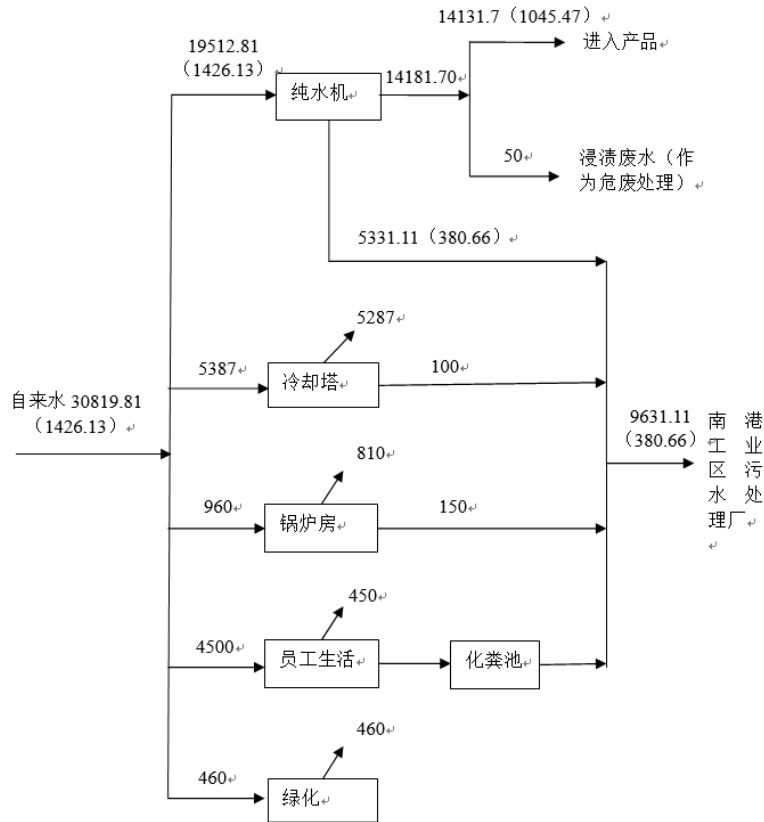 14131.7（1045.47）
进入产品
19512.81
（1426.13）
纯水机
14181.70
50
浸渍废水（作
为危废处理）
5331.11（380.66）
5287
5387
冷却塔
100
自来水 30819.81
（1426.13）
9631.11
(380.66)
南 港
工 业
区 污
水 处
理厂
810
960
锅炉房
150
450
4500
员工生活
化粪池
460
460
绿化